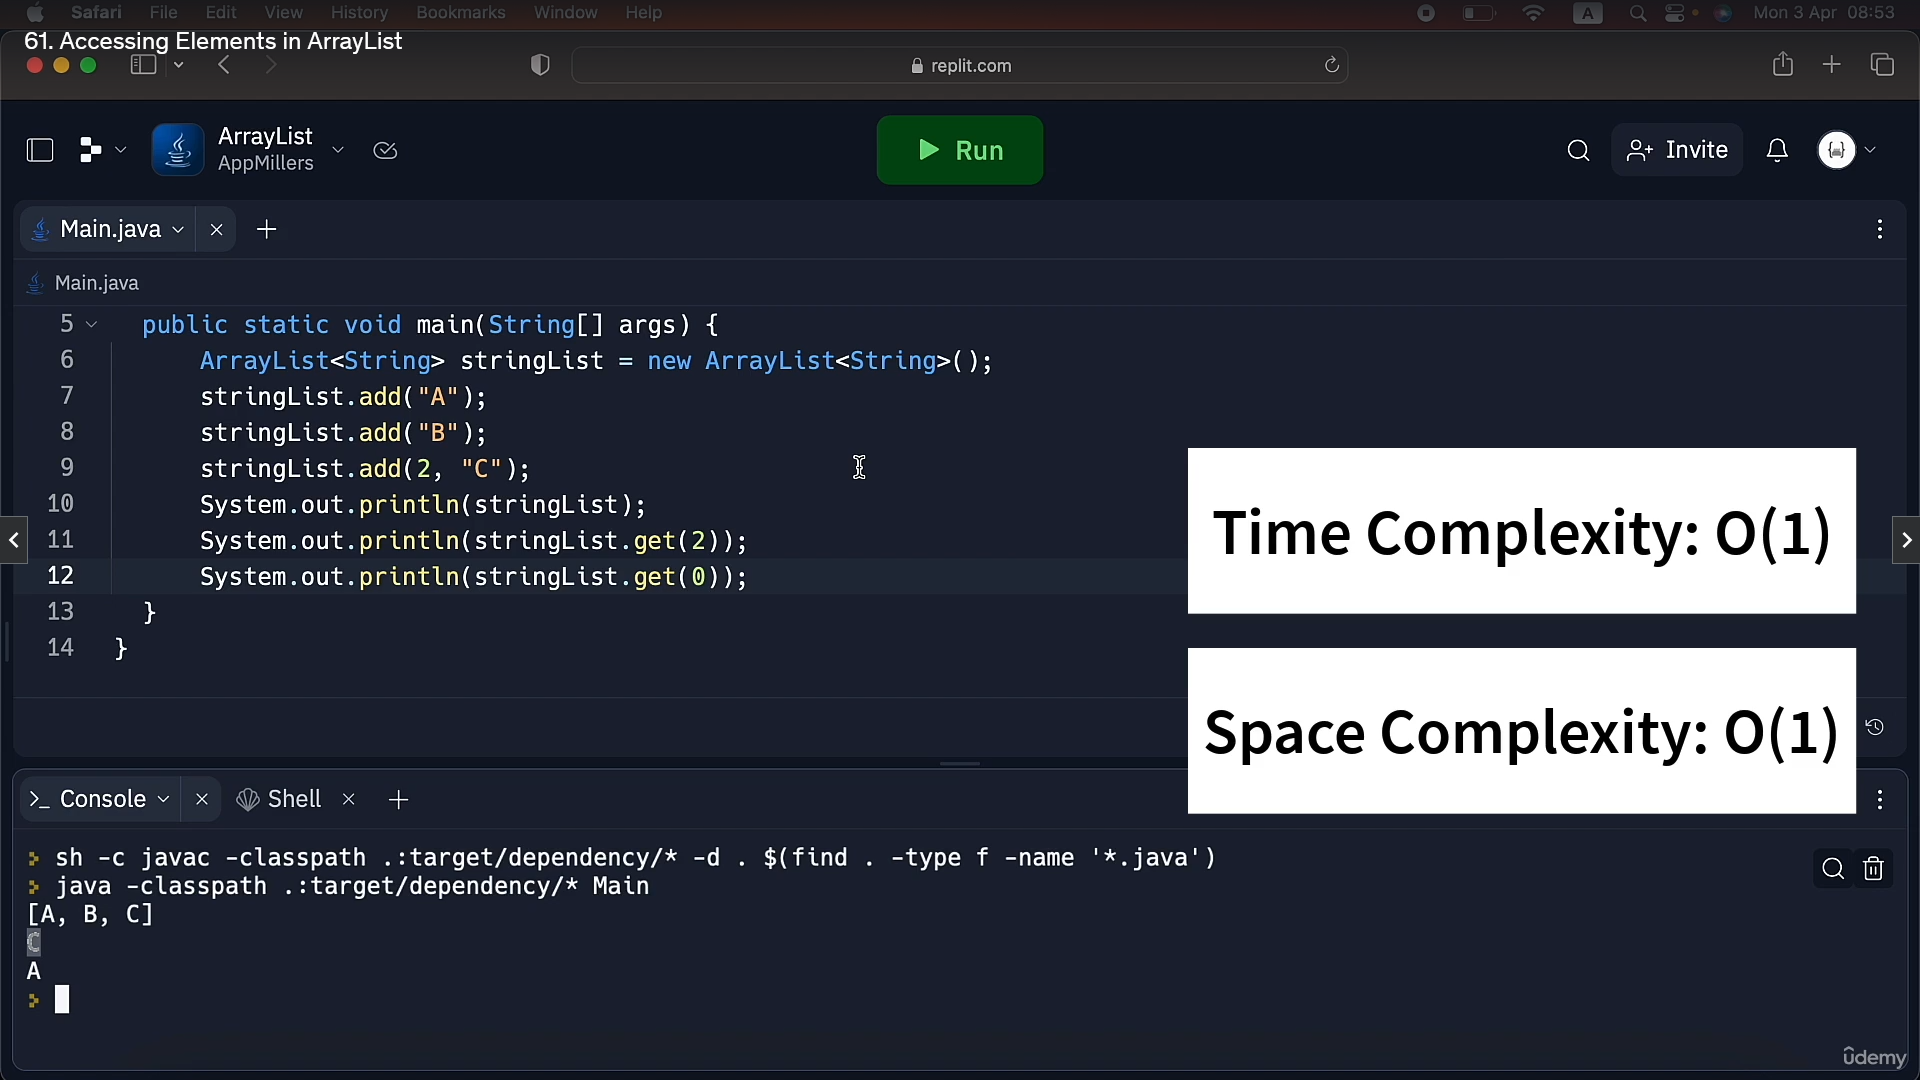 Safari File Edit View History Bookmarks Window Help A Mon 3 Apr 08:53
61. Accessing Elements in ArrayList
replit.com
ArrayList
AppMillers
Run
Invite
Main.java
Main.java
5 public static void main(String[] args) {
6 ArrayList<String> stringList = new ArrayList<String>();
7 stringList.add("A");
8 stringList.add("B");
9 stringList.add(2, "C");
10 System.out.println(stringList);
11 System.out.println(stringList.get(2));
12 System.out.println(stringList.get(0));
13 }
14 }
Time Complexity: O(1)
Space Complexity: O(1)
Console Shell
sh -c javac -classpath .:target/dependency/* -d . $(find . -type f -name '*.java')
java -classpath .:target/dependency/* Main
[A, B, C]
C
A
ûdemy